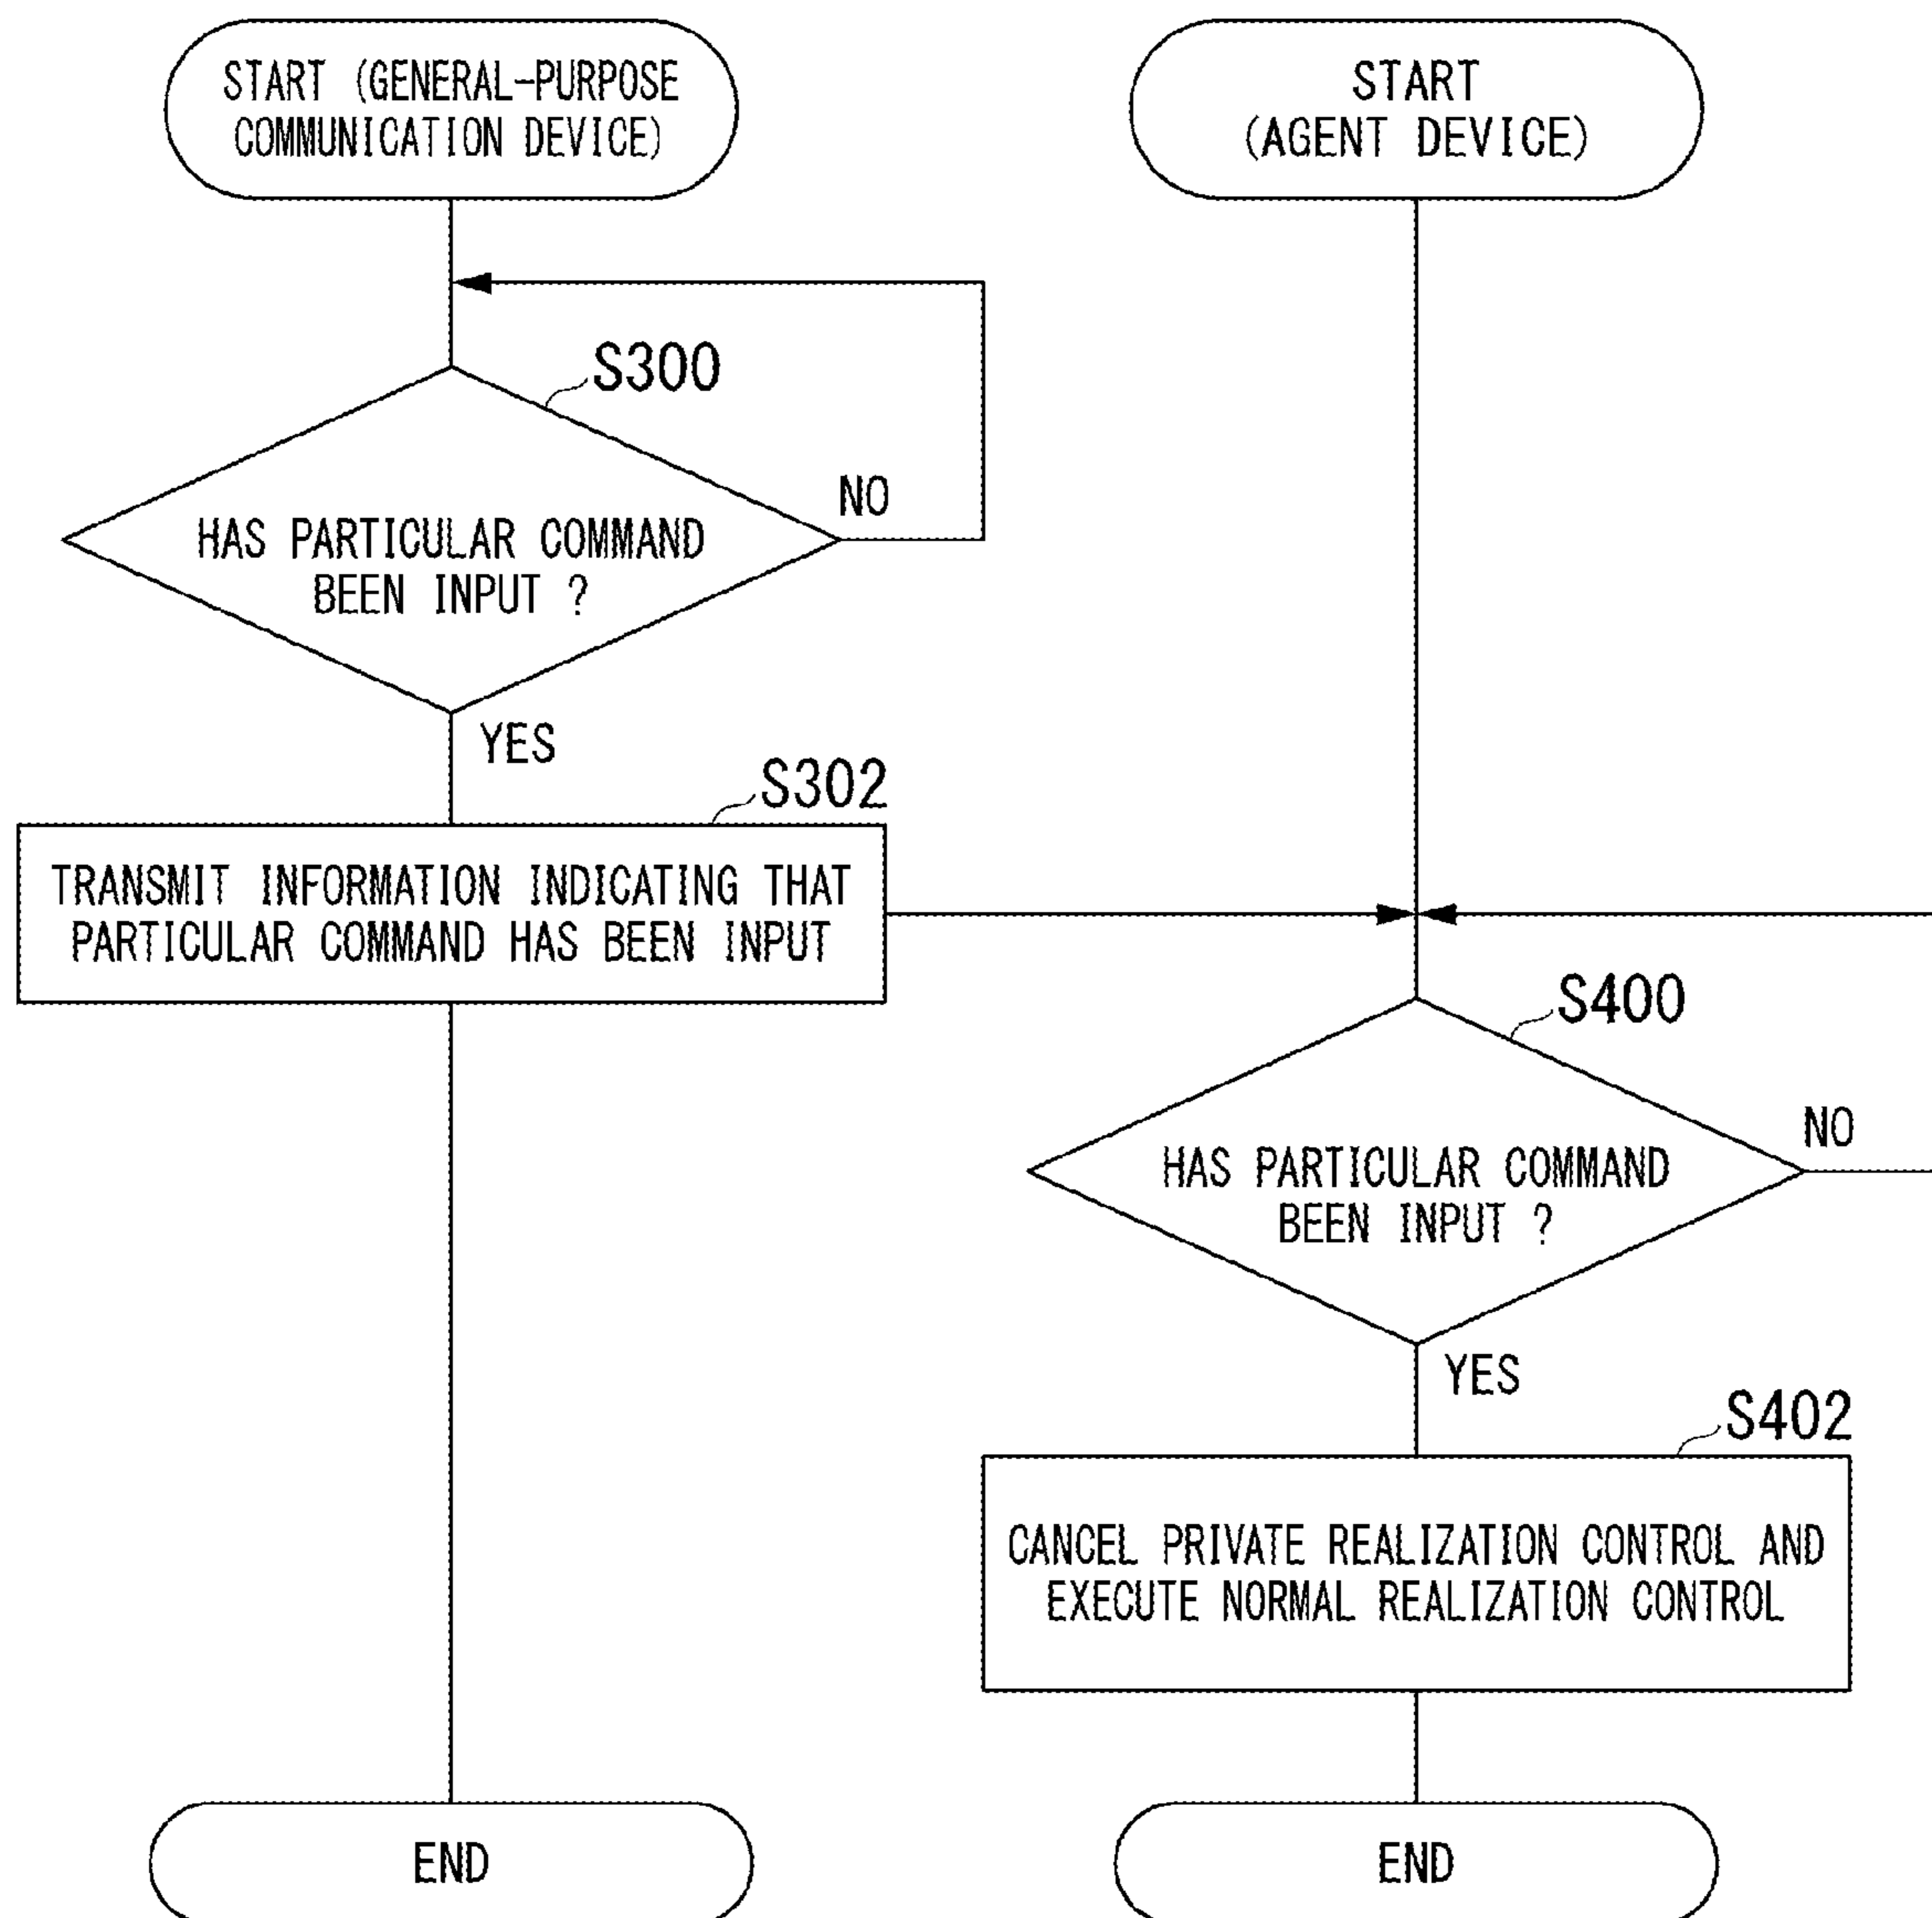 START (GENERAL-PURPOSE
COMMUNICATION DEVICE)
S300
HAS PARTICULAR COMMAND
BEEN INPUT ?
NO
YES
S302
TRANSMIT INFORMATION INDICATING THAT
PARTICULAR COMMAND HAS BEEN INPUT
END
START
(AGENT DEVICE)
S400
HAS PARTICULAR COMMAND
BEEN INPUT ?
NO
YES
S402
CANCEL PRIVATE REALIZATION CONTROL AND
EXECUTE NORMAL REALIZATION CONTROL
END